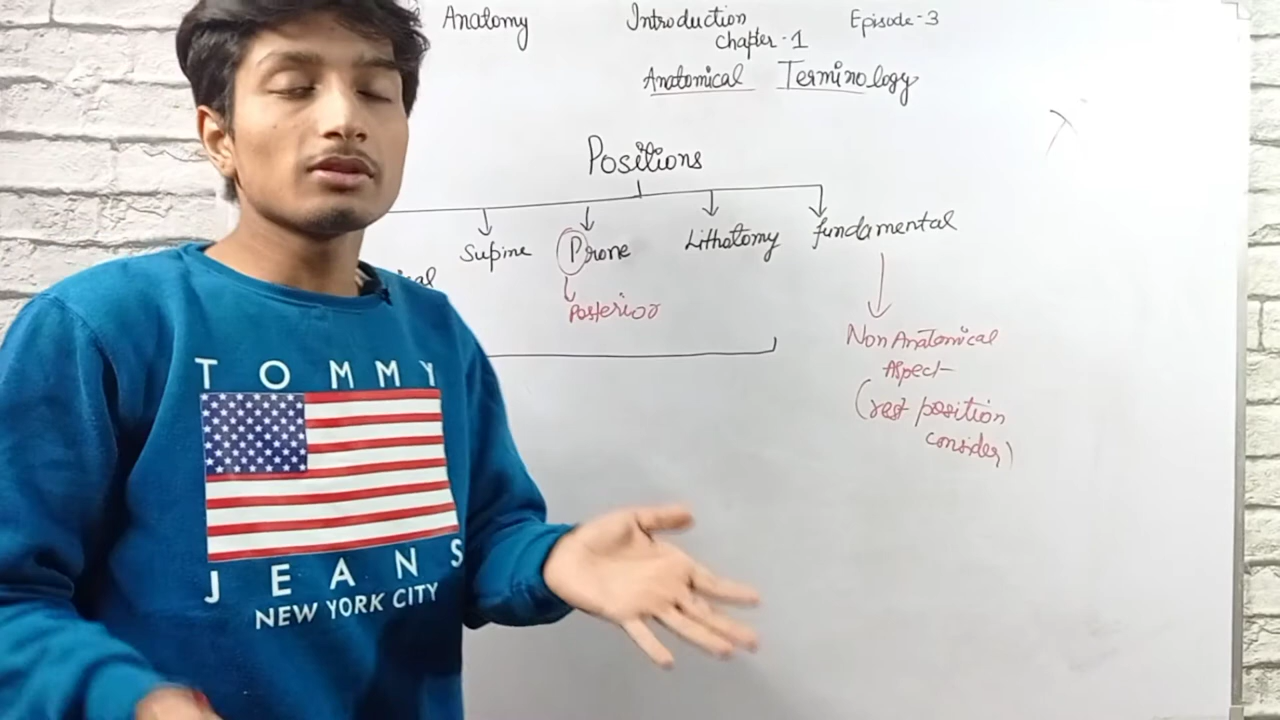 Anatomy Introduction Episode-3
Chapter-1
Anatomical Terminology
Positions
Supine Prone Lithotomy fundamental
ical
Posterior
Non Anatomical
Aspect
(rest position
consider)
TOMMY
JEANS
NEW YORK CITY